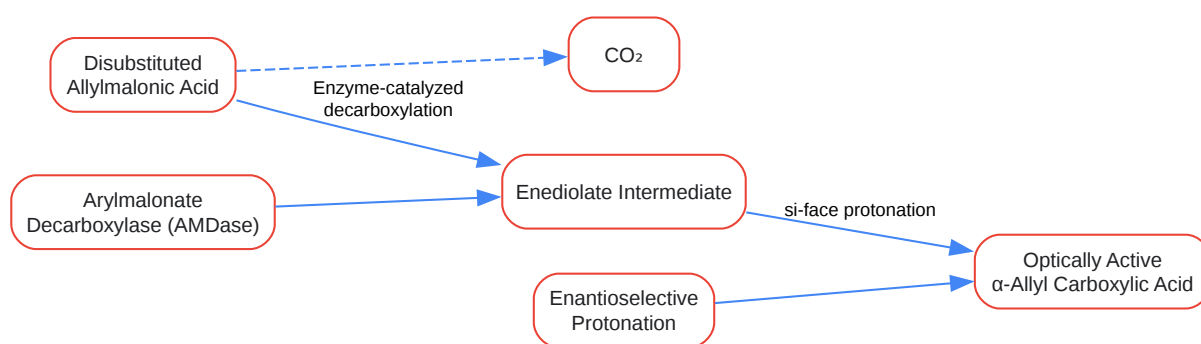 Disubstituted
Allylmalonic Acid
CO₂
Enzyme-catalyzed
decarboxylation
Arylmalonate
Decarboxylase (AMDase)
Enediolate Intermediate
si-face protonation
Optically Active
α-Allyl Carboxylic Acid
Enantioselective
Protonation